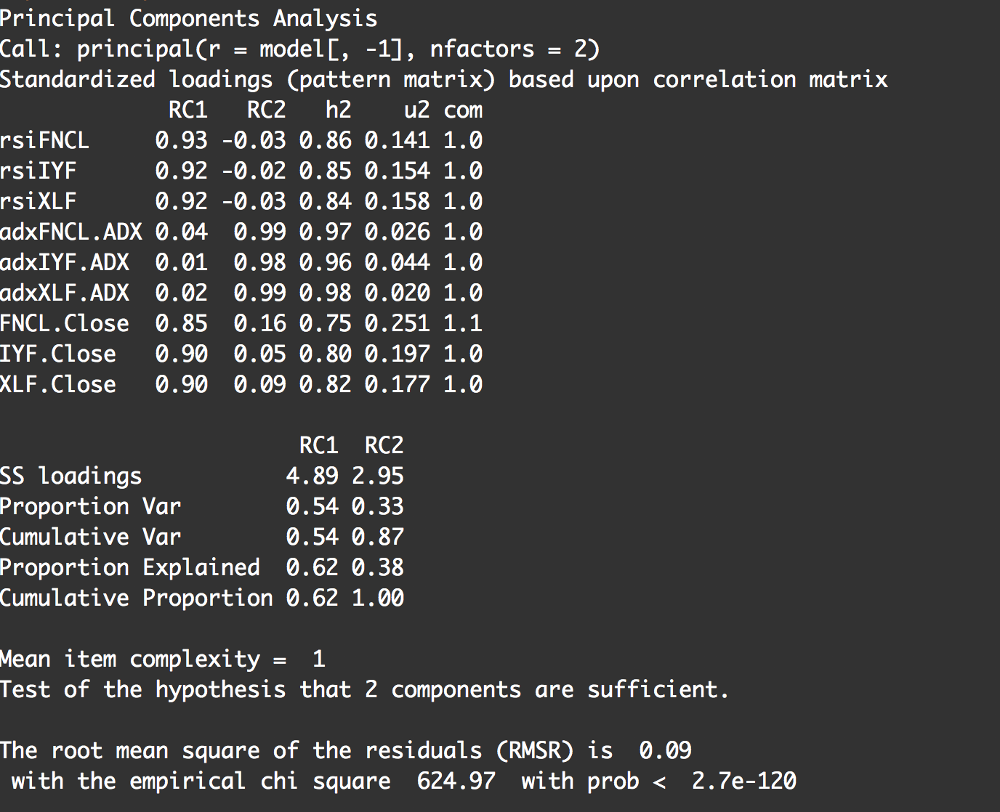 Principal Components Analysis
Call: principal(r = model[, -1], nfactors = 2)
Standardized loadings (pattern matrix) based upon correlation matrix
             RC1   RC2   h2    u2 com
rsiFNCL     0.93 -0.03 0.86 0.141 1.0
rsiIYF      0.92 -0.02 0.85 0.154 1.0
rsiXLF      0.92 -0.03 0.84 0.158 1.0
adxFNCL.ADX 0.04  0.99 0.97 0.026 1.0
adxIYF.ADX  0.01  0.98 0.96 0.044 1.0
adxXLF.ADX  0.02  0.99 0.98 0.020 1.0
FNCL.Close  0.85  0.16 0.75 0.251 1.1
IYF.Close   0.90  0.05 0.80 0.197 1.0
XLF.Close   0.90  0.09 0.82 0.177 1.0
                       RC1  RC2
SS loadings           4.89 2.95
Proportion Var        0.54 0.33
Cumulative Var        0.54 0.87
Proportion Explained  0.62 0.38
Cumulative Proportion 0.62 1.00
Mean item complexity =  1
Test of the hypothesis that 2 components are sufficient.
The root mean square of the residuals (RMSR) is  0.09
 with the empirical chi square  624.97  with prob <  2.7e-120